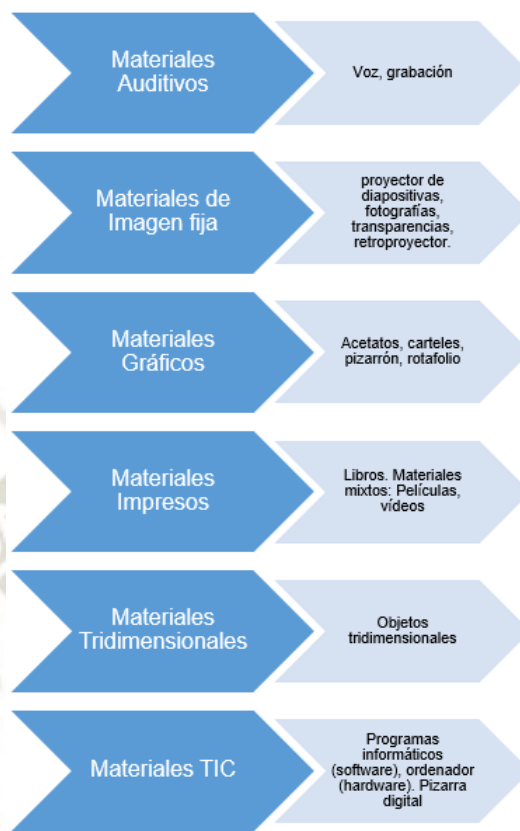 Materiales
Auditivos
Voz, grabación
Materiales de
Imagen fija
proyector de
diapositivas,
fotografías,
transparencias,
retroproyector.
Materiales
Gráficos
Acetatos, carteles,
pizarrón, rotafolio
Materiales
Impresos
Libros. Materiales
mixtos: Películas,
vídeos
Materiales
Tridimensionales
Objetos
tridimensionales
Materiales TIC
Programas
informáticos
(software), ordenador
(hardware). Pizarra
digital